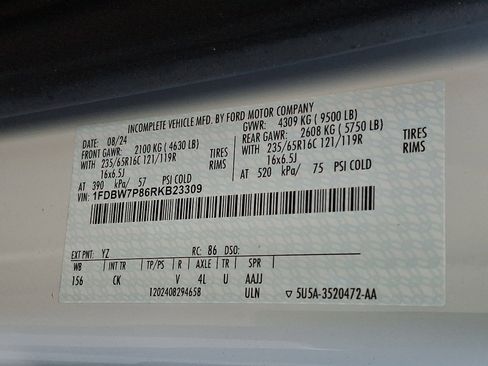 INCOMPLETE VEHICLE MFD. BY FORD MOTOR COMPANY
DATE: 08/24 GVWR: 4309 KG ( 9500 LB)
FRONT GAWR: 2100 KG ( 4630 LB) REAR GAWR: 2608 KG ( 5750 LB)
WITH 235/65R16C 121/119R TIRES WITH 235/65R16C 121/119R TIRES
16x6.5J RIMS 16x6.5J RIMS
AT 390 kPa/ 57 PSI COLD AT 520 kPa/ 75 PSI COLD
VIN: 1FDBW7P86RKB23309
EXT PNT: YZ RC: 86 DSO:
WB INT TR TP/PS R AXLE TR SPR
156 CK V 4L U AAJJ
1202408294658 ULN ▽5U5A-3520472-AA